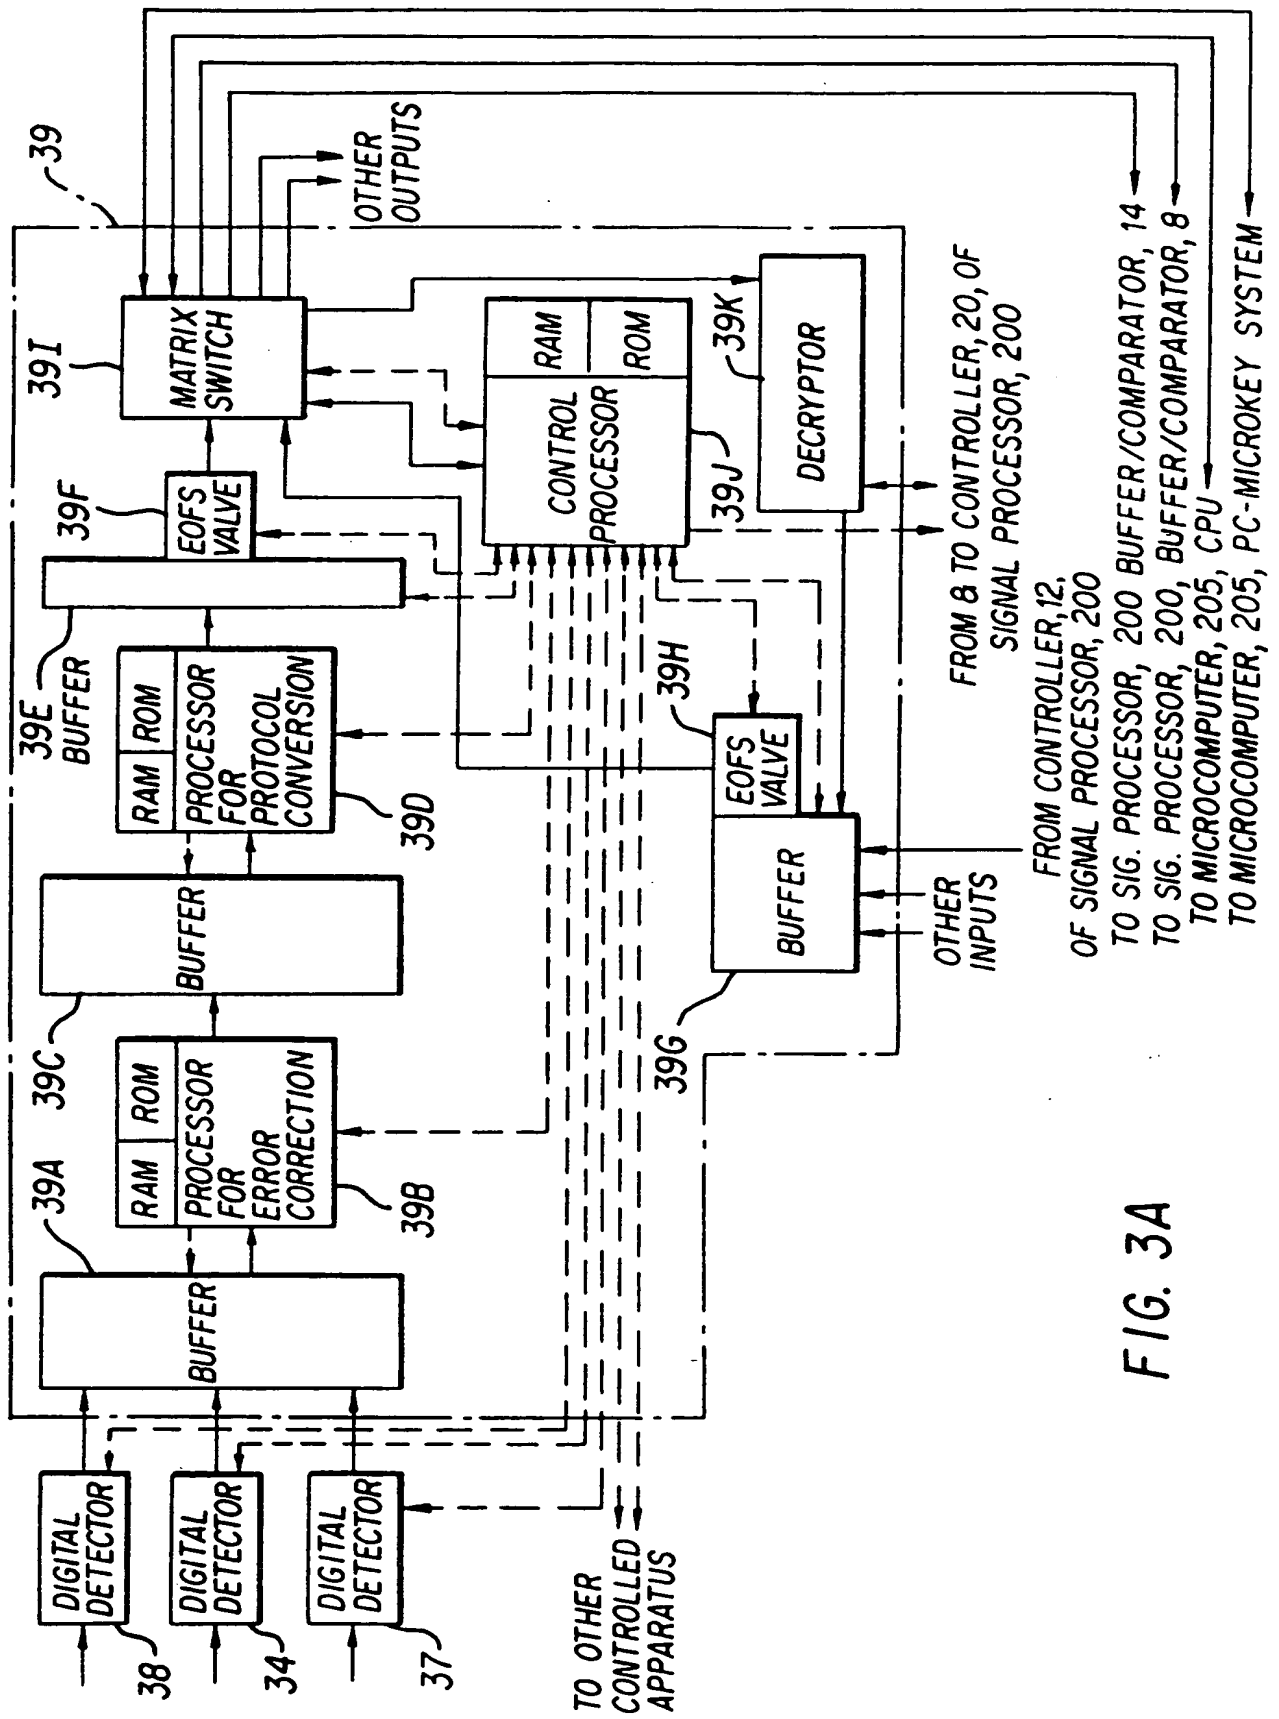 39
39A
39B
39C
39D
39E
BUFFER
39F
39G
39H
39I
39J
39K
DIGITAL
DETECTOR
38
DIGITAL
DETECTOR
34
DIGITAL
DETECTOR
37
BUFFER
RAM ROM
PROCESSOR
FOR
ERROR
CORRECTION
BUFFER
RAM ROM
PROCESSOR
FOR
PROTOCOL
CONVERSION
EOFS
VALVE
MATRIX
SWITCH
OTHER
OUTPUTS
CONTROL
PROCESSOR
RAM
ROM
DECRYPTOR
EOFS
VALVE
BUFFER
OTHER
INPUTS
TO OTHER
CONTROLLED
APPARATUS
FROM & TO CONTROLLER, 20, OF
SIGNAL PROCESSOR, 200
FROM CONTROLLER, 12,
OF SIGNAL PROCESSOR, 200
TO SIG. PROCESSOR, 200 BUFFER/COMPARATOR, 14
TO SIG. PROCESSOR, 200, BUFFER/COMPARATOR, 8
TO MICROCOMPUTER, 205, CPU
TO MICROCOMPUTER, 205, PC-MICROKEY SYSTEM
FIG. 3A